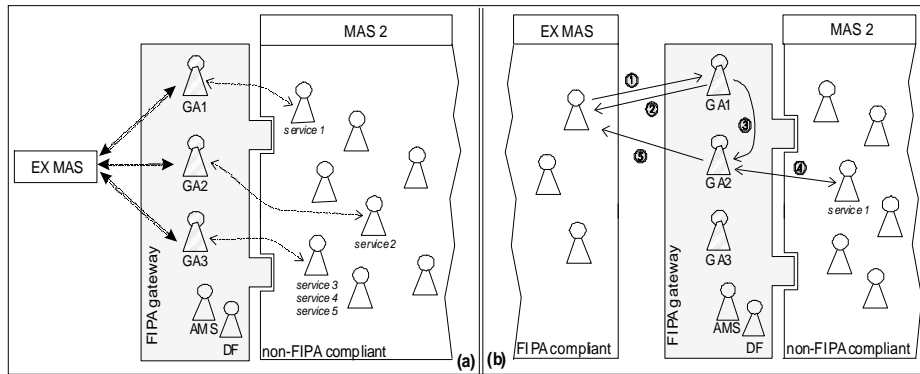 MAS 2
GA1
service 1
EX MAS
GA2
service 2
GA3
service 3
service 4
service 5
FIPA gateway
AMS
DF
non-FIPA compliant
(a)
(b)
EX MAS
MAS 2
1
GA1
2
3
5
GA2
4
service 1
GA3
FIPA gateway
AMS
DF
FIPA compliant
non-FIPA compliant